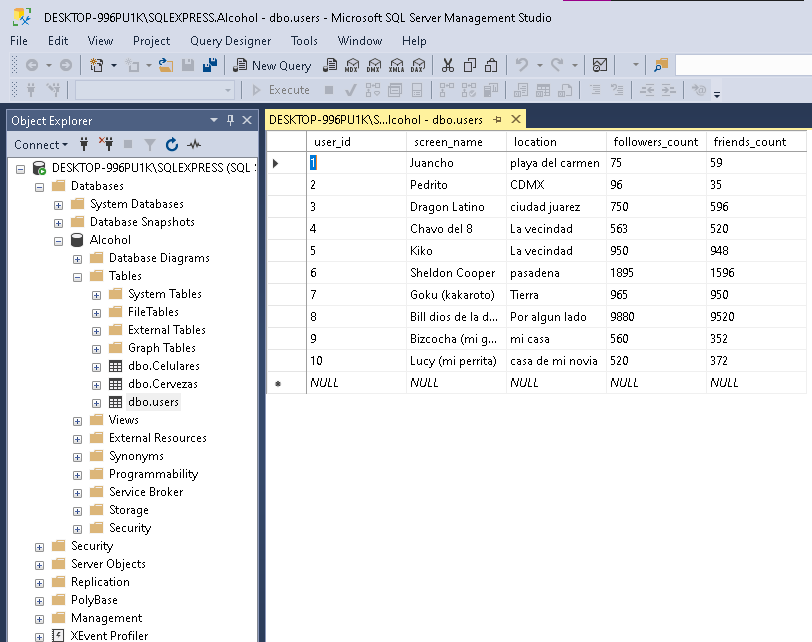 DESKTOP-996PU1K\SQLEXPRESS.Alcohol - dbo.users - Microsoft SQL Server Management Studio
File Edit View Project Query Designer Tools Window Help
New Query MDX DMX XMLA DAX
Execute
Object Explorer
Connect
DESKTOP-996PU1K\SQLEXPRESS (SQL
Databases
System Databases
Database Snapshots
Alcohol
Database Diagrams
Tables
System Tables
FileTables
External Tables
Graph Tables
dbo.Celulares
dbo.Cervezas
dbo.users
Views
External Resources
Synonyms
Programmability
Service Broker
Storage
Security
Security
Server Objects
Replication
PolyBase
Management
XEvent Profiler
DESKTOP-996PU1K\S...lcohol - dbo.users
user_id screen_name location followers_count friends_count
1 Juancho playa del carmen 75 59
2 Pedrito CDMX 96 35
3 Dragon Latino ciudad juarez 750 596
4 Chavo del 8 La vecindad 563 520
5 Kiko La vecindad 950 948
6 Sheldon Cooper pasadena 1895 1596
7 Goku (kakaroto) Tierra 965 950
8 Bill dios de la d... Por algun lado 9880 9520
9 Bizcocha (mi g... mi casa 560 352
10 Lucy (mi perrita) casa de mi novia 520 372
NULL NULL NULL NULL NULL